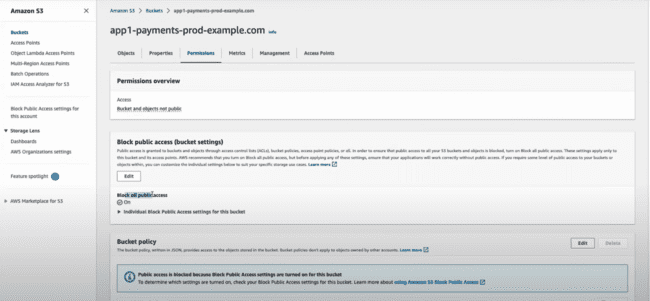 Amazon S3
Buckets
Access Points
Object Lambda Access Points
Multi-Region Access Points
Batch Operations
IAM Access Analyzer for S3
Block Public Access settings for
this account
Storage Lens
Dashboards
AWS Organizations settings
Feature spotlight
AWS Marketplace for S3
Amazon S3 > Buckets > app1-payments-prod-example.com
app1-payments-prod-example.com Info
Objects Properties Permissions Metrics Management Access Points
Permissions overview
Access
Bucket and objects not public
Block public access (bucket settings)
Public access is granted to buckets and objects through access control lists (ACLs), bucket policies, access point policies, or all. In order to ensure that public access to all your S3 buckets and objects is blocked, turn on Block all public access. These settings apply only to
this bucket and its access points. AWS recommends that you turn on Block all public access, but before applying any of these settings, ensure that your applications will work correctly without public access. If you require some level of public access to your buckets or
objects within, you can customize the individual settings below to suit your specific storage use cases. Learn more
Edit
Block all public access
On
Individual Block Public Access settings for this bucket
Bucket policy
The bucket policy, written in JSON, provides access to the objects stored in the bucket. Bucket policies don't apply to objects owned by other accounts. Learn more
Edit Delete
Public access is blocked because Block Public Access settings are turned on for this bucket
To determine which settings are turned on, check your Block Public Access settings for this bucket. Learn more about using Amazon S3 Block Public Access